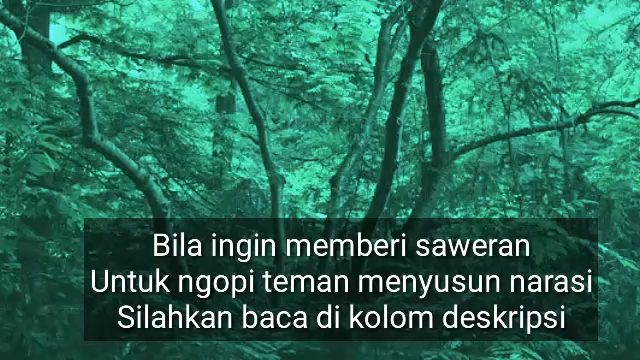 Bila ingin memberi saweran
Untuk ngopi teman menyusun narasi
Silahkan baca di kolom deskripsi